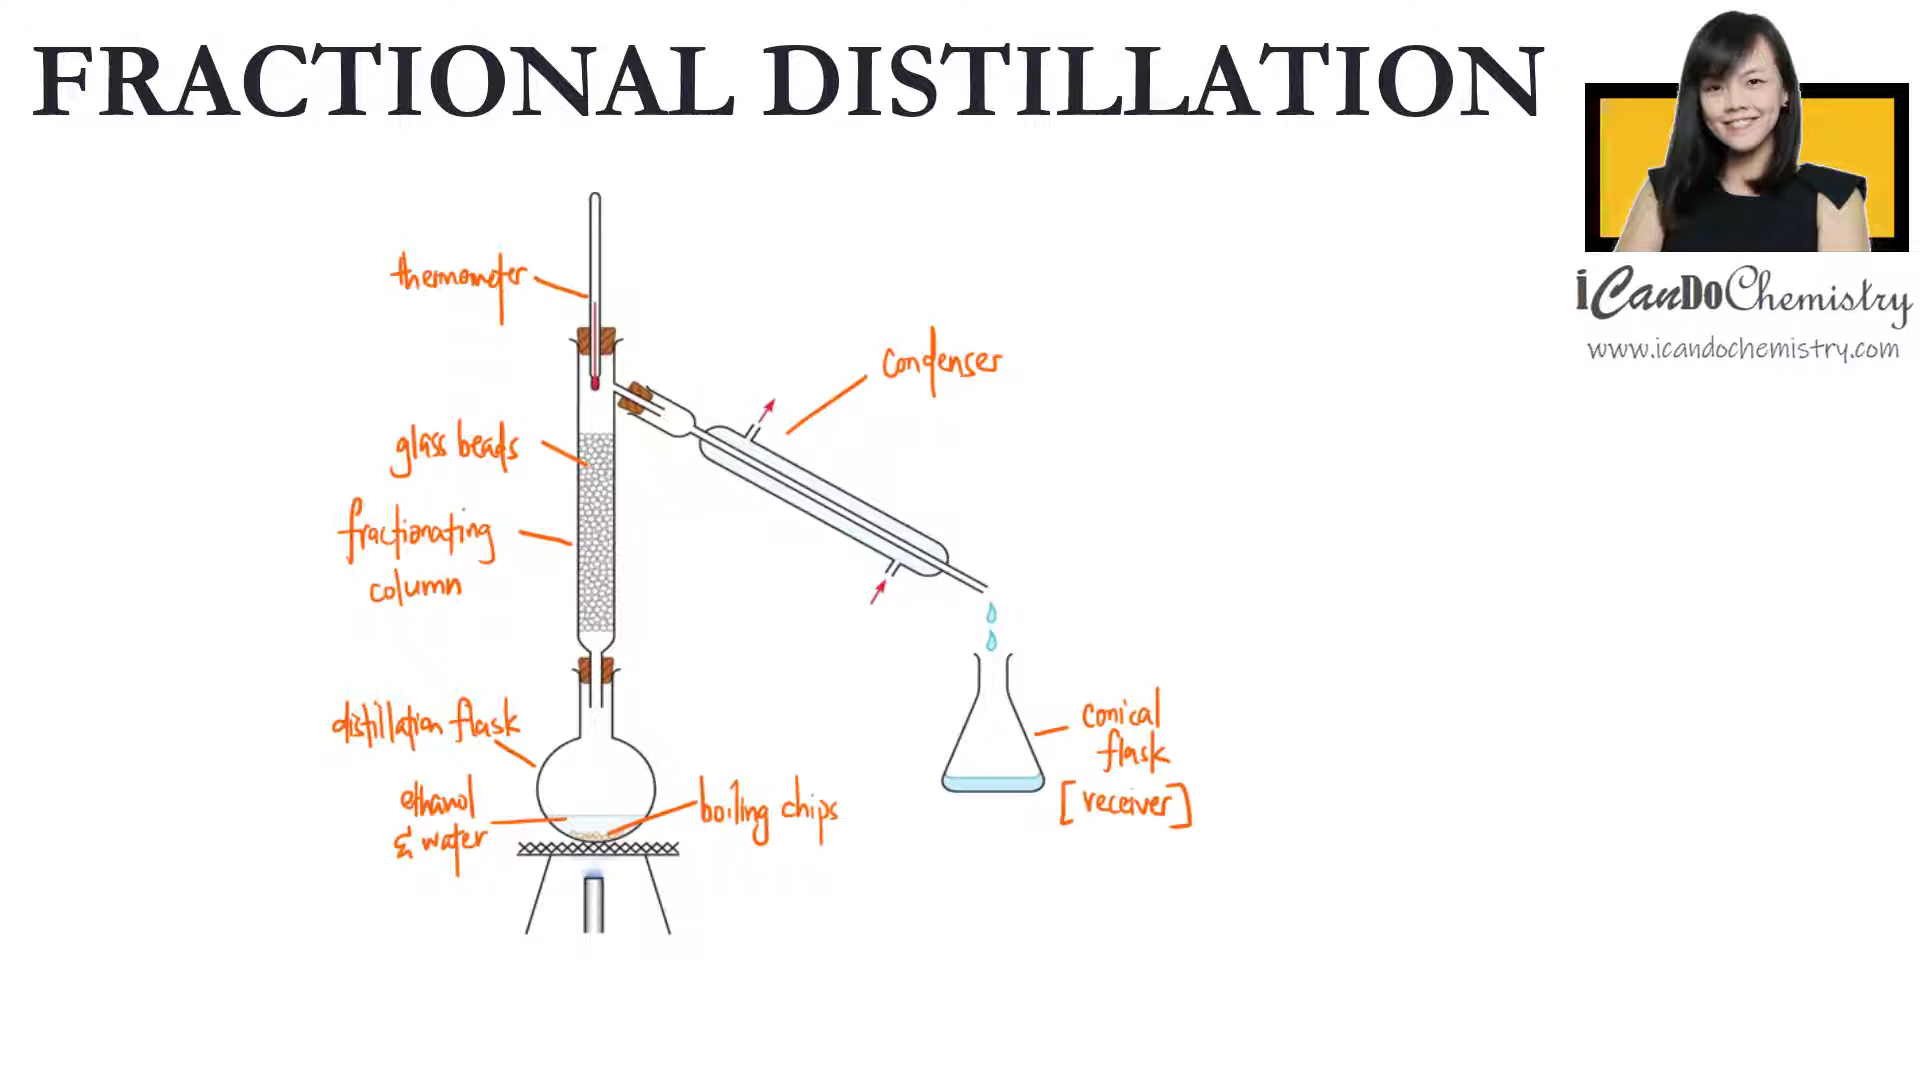 FRACTIONAL DISTILLATION
iCanDoChemistry
www.icandochemistry.com
thermometer
condenser
glass beads
fractionating
column
distillation flask
ethanol
& water
boiling chips
conical
flask
[receiver]